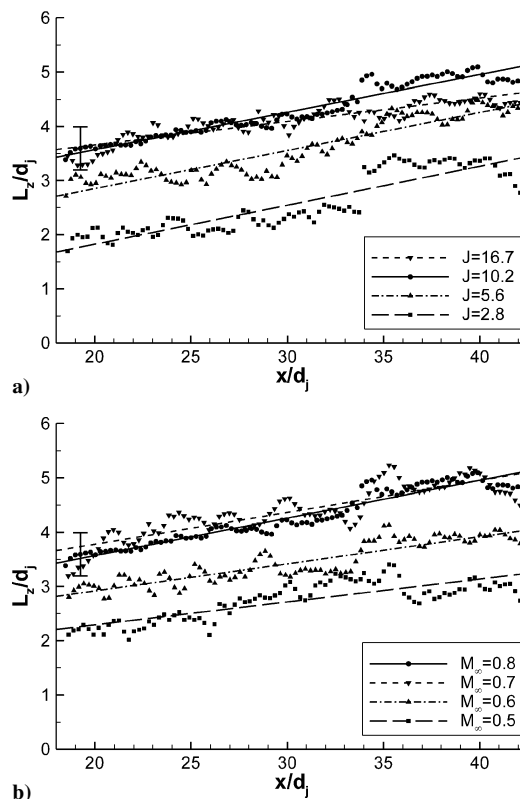 6
5
4
3
2
1
0
L_z/d_j
20
25
30
35
40
x/d_j
J=16.7
J=10.2
J=5.6
J=2.8
a)
6
5
4
3
2
1
0
L_z/d_j
20
25
30
35
40
x/d_j
M_∞=0.8
M_∞=0.7
M_∞=0.6
M_∞=0.5
b)